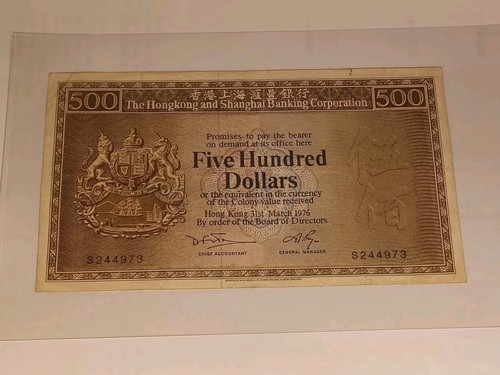 香港上海滙豐銀行
500 The Hongkong and Shanghai Banking Corporation 500
Promises to pay the bearer
on demand at its office here
Five Hundred
Dollars
or the equivalent in the currency
of the Colony value received
Hong Kong 31st March 1976
By order of the Board of Directors
CHIEF ACCOUNTANT GENERAL MANAGER
S244973 S244973